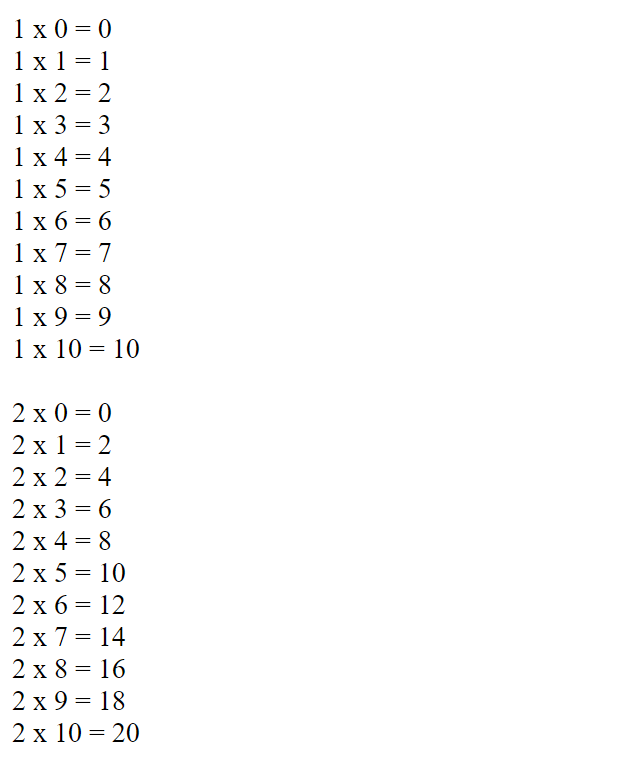 1 x 0 = 0
1 x 1 = 1
1 x 2 = 2
1 x 3 = 3
1 x 4 = 4
1 x 5 = 5
1 x 6 = 6
1 x 7 = 7
1 x 8 = 8
1 x 9 = 9
1 x 10 = 10

2 x 0 = 0
2 x 1 = 2
2 x 2 = 4
2 x 3 = 6
2 x 4 = 8
2 x 5 = 10
2 x 6 = 12
2 x 7 = 14
2 x 8 = 16
2 x 9 = 18
2 x 10 = 20